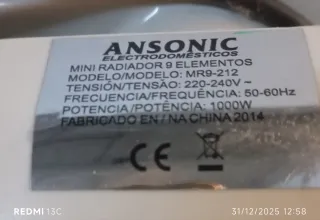 ANSONIC
ELECTRODOMÉSTICOS
MINI RADIADOR 9 ELEMENTOS
MODELO/MODELO: MR9-212
TENSIÓN/TENSÃO: 220-240V ~
FRECUENCIA/FREQUÊNCIA: 50-60Hz
POTENCIA /POTÊNCIA: 1000W
FABRICADO EN / NA CHINA 2014
CE
REDMI 13C
31/12/2025 12:58